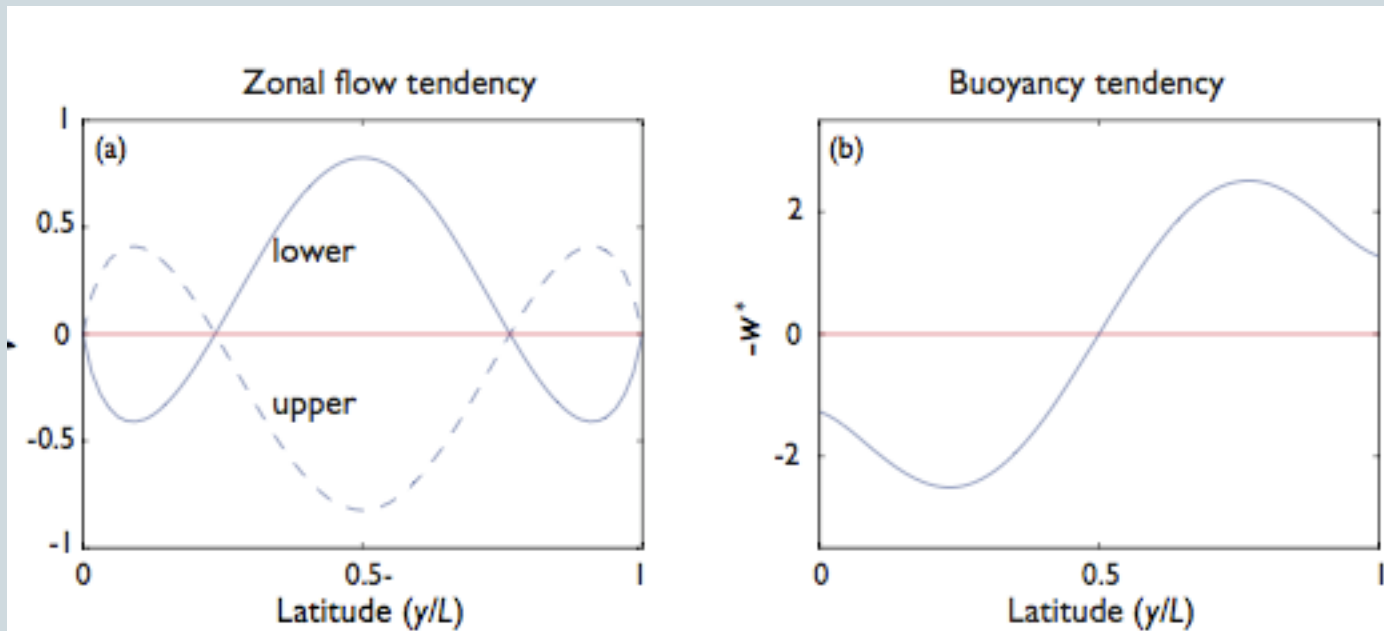 Zonal flow tendency
(a)
1
0.5
0
-0.5
-1
lower
upper
0
0.5-
1
Latitude (y/L)
Buoyancy tendency
(b)
2
0
-2
-w*
0
0.5
1
Latitude (y/L)